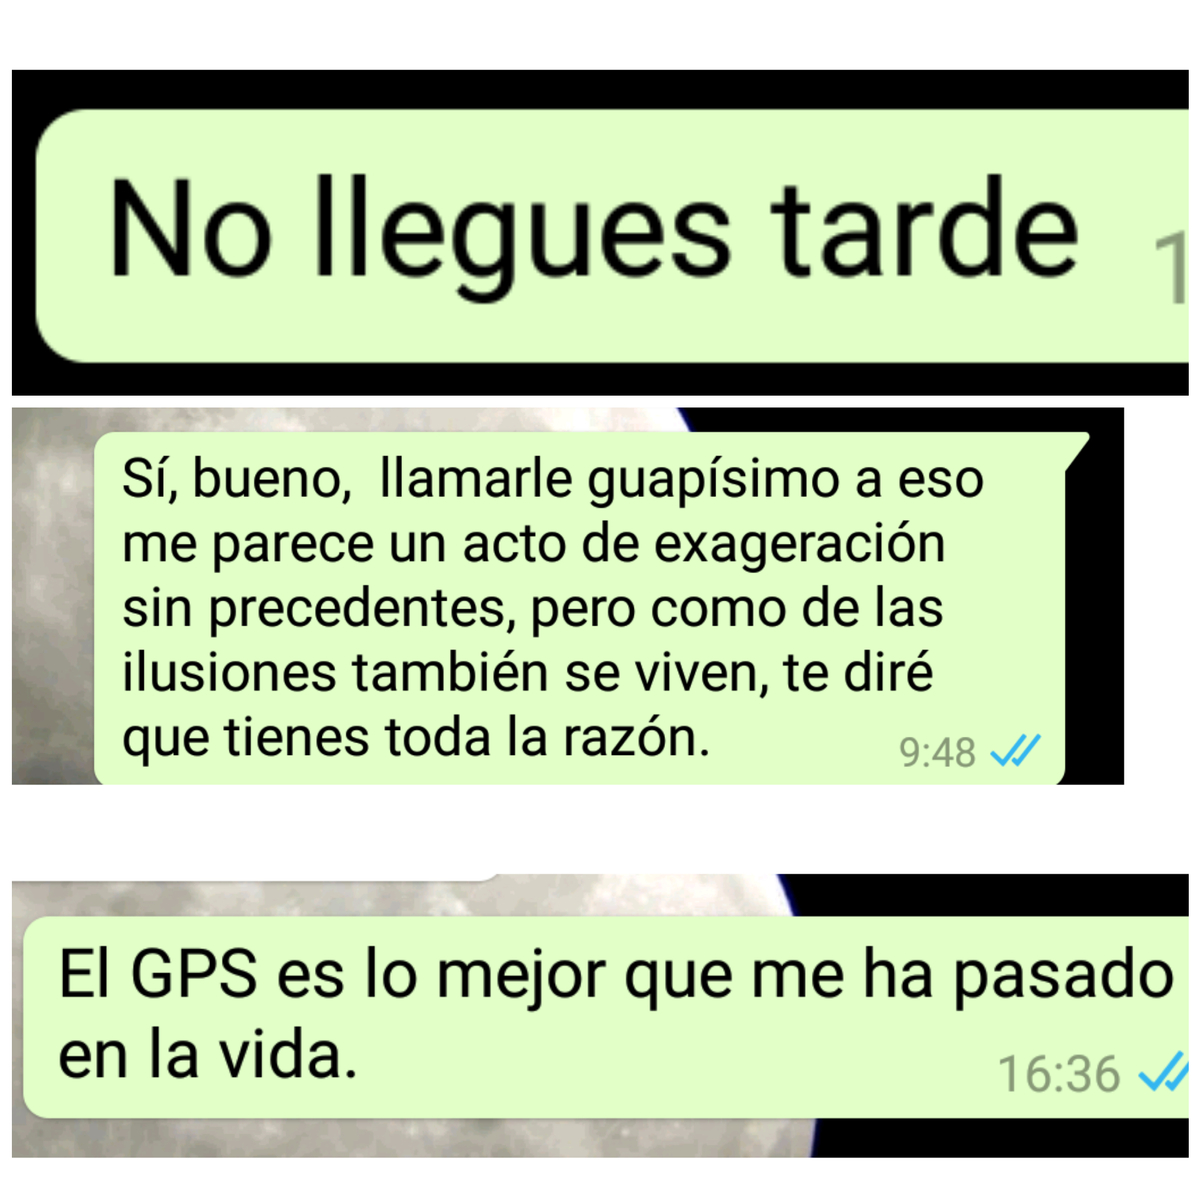 No llegues tarde
Sí, bueno,  llamarle guapísimo a eso
me parece un acto de exageración
sin precedentes, pero como de las
ilusiones también se viven, te diré
que tienes toda la razón.
9:48
El GPS es lo mejor que me ha pasado
en la vida.
16:36